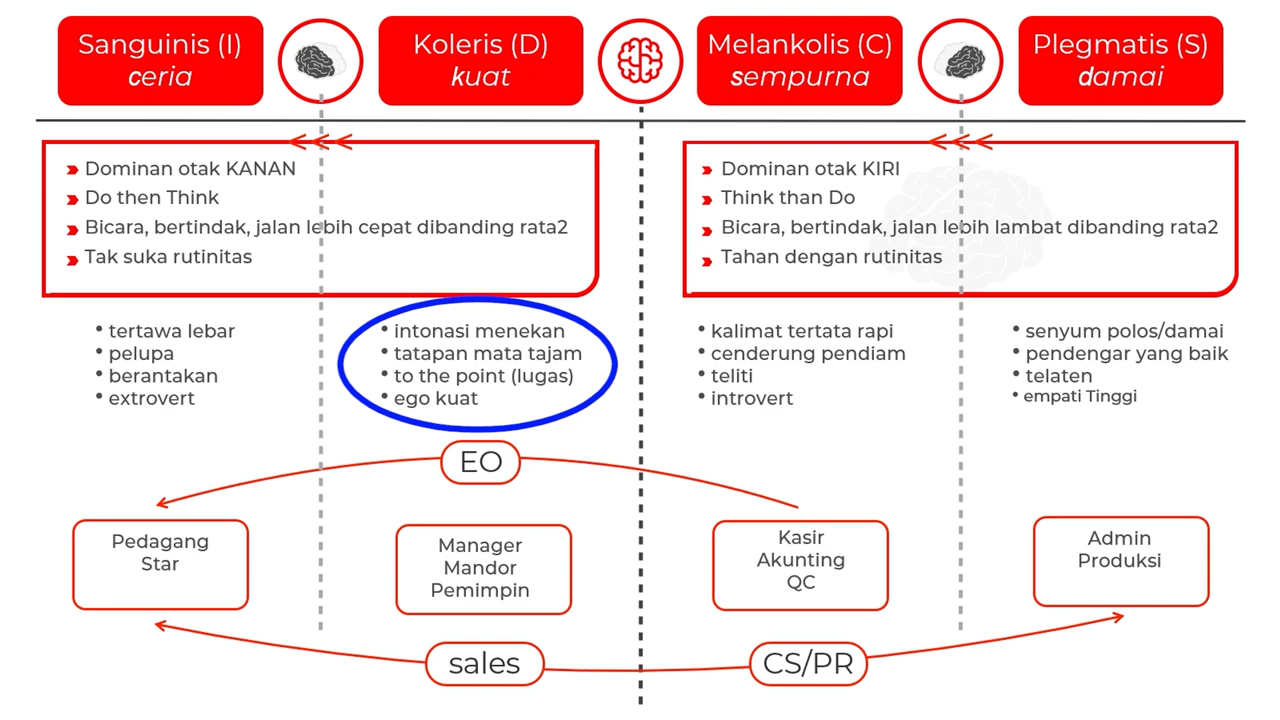 Sanguinis (I)
ceria
Koleris (D)
kuat
Melankolis (C)
sempurna
Plegmatis (S)
damai
Dominan otak KANAN
Do then Think
Bicara, bertindak, jalan lebih cepat dibanding rata2
Tak suka rutinitas
Dominan otak KIRI
Think than Do
Bicara, bertindak, jalan lebih lambat dibanding rata2
Tahan dengan rutinitas
• tertawa lebar
• pelupa
• berantakan
• extrovert
• intonasi menekan
• tatapan mata tajam
• to the point (lugas)
• ego kuat
• kalimat tertata rapi
• cenderung pendiam
• teliti
• introvert
• senyum polos/damai
• pendengar yang baik
• telaten
• empati Tinggi
EO
Pedagang
Star
Manager
Mandor
Pemimpin
Kasir
Akunting
QC
Admin
Produksi
sales
CS/PR